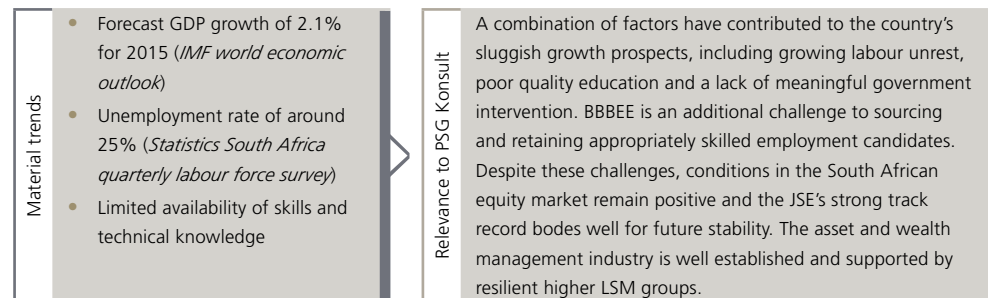 Material trends
• Forecast GDP growth of 2.1%
for 2015 (IMF world economic
outlook)
• Unemployment rate of around
25% (Statistics South Africa
quarterly labour force survey)
• Limited availability of skills and
technical knowledge
Relevance to PSG Konsult
A combination of factors have contributed to the country's
sluggish growth prospects, including growing labour unrest,
poor quality education and a lack of meaningful government
intervention. BBBEE is an additional challenge to sourcing
and retaining appropriately skilled employment candidates.
Despite these challenges, conditions in the South African
equity market remain positive and the JSE's strong track
record bodes well for future stability. The asset and wealth
management industry is well established and supported by
resilient higher LSM groups.